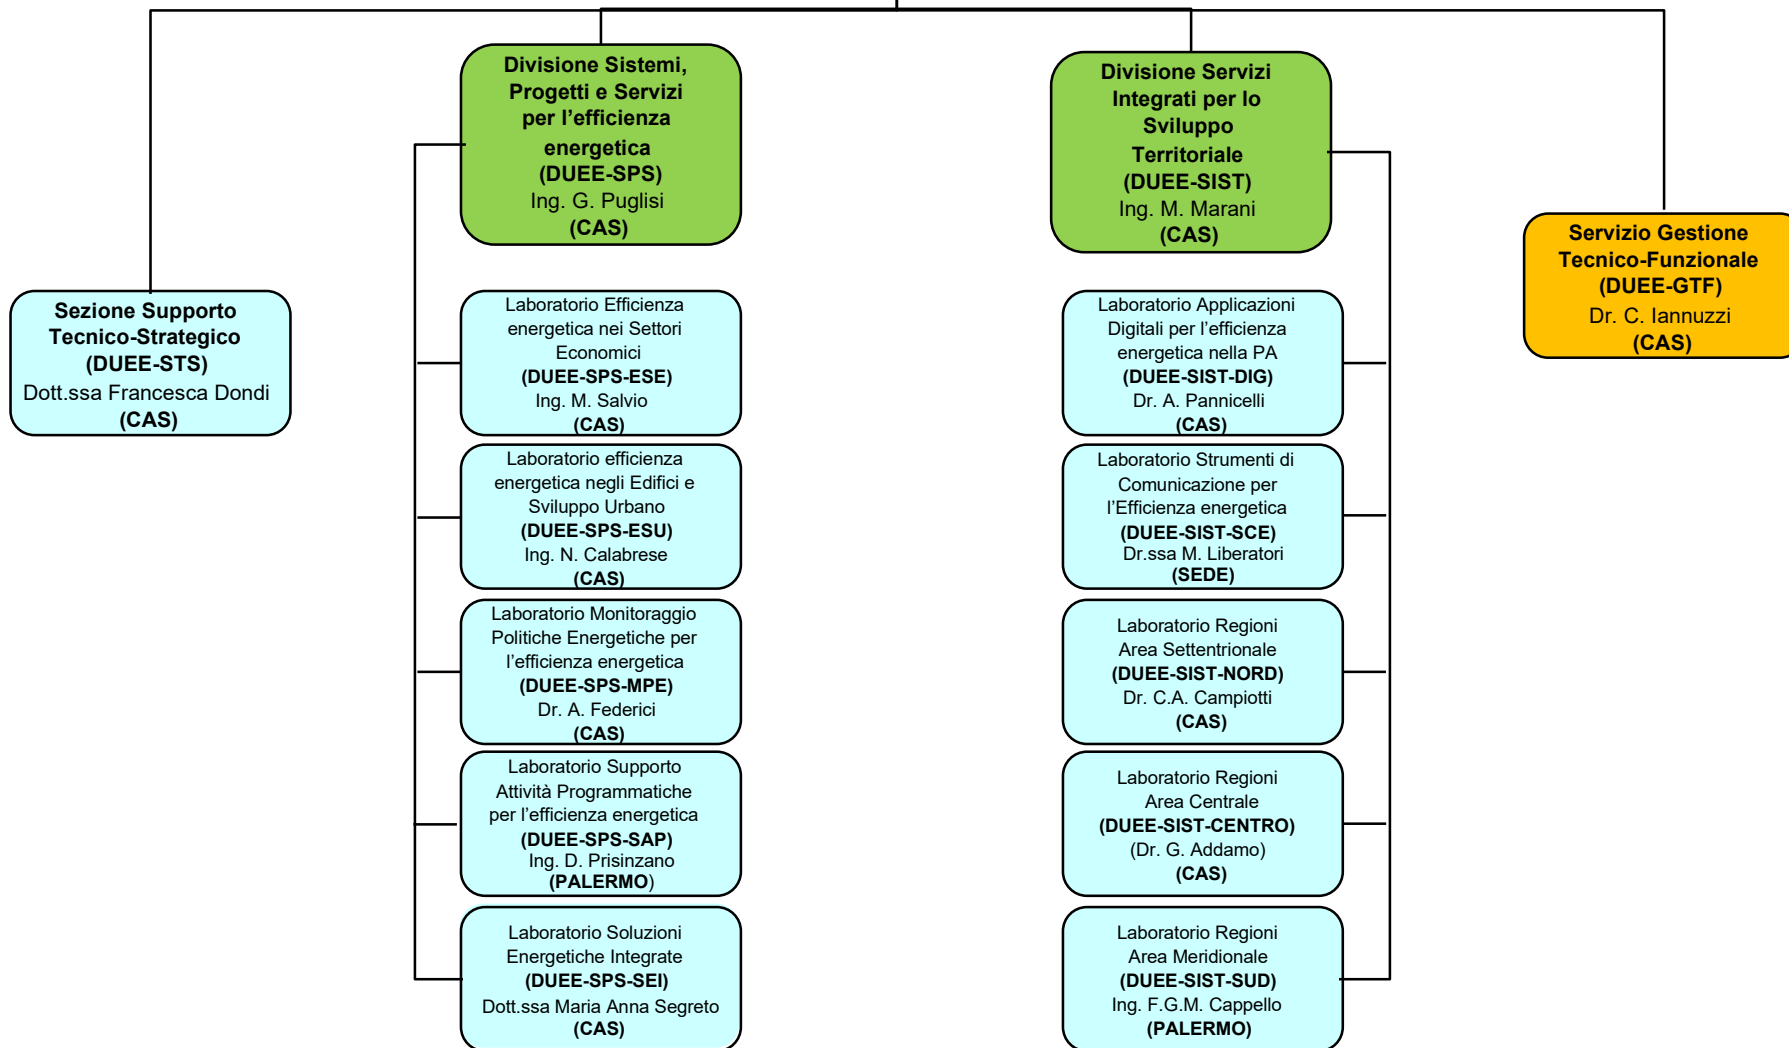 Divisione Sistemi,
Progetti e Servizi
per l’efficienza
energetica
(DUEE-SPS)
Ing. G. Puglisi
(CAS)
Divisione Servizi
Integrati per lo
Sviluppo
Territoriale
(DUEE-SIST)
Ing. M. Marani
(CAS)
Servizio Gestione
Tecnico-Funzionale
(DUEE-GTF)
Dr. C. Iannuzzi
(CAS)
Sezione Supporto
Tecnico-Strategico
(DUEE-STS)
Dott.ssa Francesca Dondi
(CAS)
Laboratorio Efficienza
energetica nei Settori
Economici
(DUEE-SPS-ESE)
Ing. M. Salvio
(CAS)
Laboratorio efficienza
energetica negli Edifici e
Sviluppo Urbano
(DUEE-SPS-ESU)
Ing. N. Calabrese
(CAS)
Laboratorio Monitoraggio
Politiche Energetiche per
l’efficienza energetica
(DUEE-SPS-MPE)
Dr. A. Federici
(CAS)
Laboratorio Supporto
Attività Programmatiche
per l’efficienza energetica
(DUEE-SPS-SAP)
Ing. D. Prisinzano
(PALERMO)
Laboratorio Soluzioni
Energetiche Integrate
(DUEE-SPS-SEI)
Dott.ssa Maria Anna Segreto
(CAS)
Laboratorio Applicazioni
Digitali per l’efficienza
energetica nella PA
(DUEE-SIST-DIG)
Dr. A. Pannicelli
(CAS)
Laboratorio Strumenti di
Comunicazione per
l’Efficienza energetica
(DUEE-SIST-SCE)
Dr.ssa M. Liberatori
(SEDE)
Laboratorio Regioni
Area Settentrionale
(DUEE-SIST-NORD)
Dr. C.A. Campiotti
(CAS)
Laboratorio Regioni
Area Centrale
(DUEE-SIST-CENTRO)
(Dr. G. Addamo)
(CAS)
Laboratorio Regioni
Area Meridionale
(DUEE-SIST-SUD)
Ing. F.G.M. Cappello
(PALERMO)